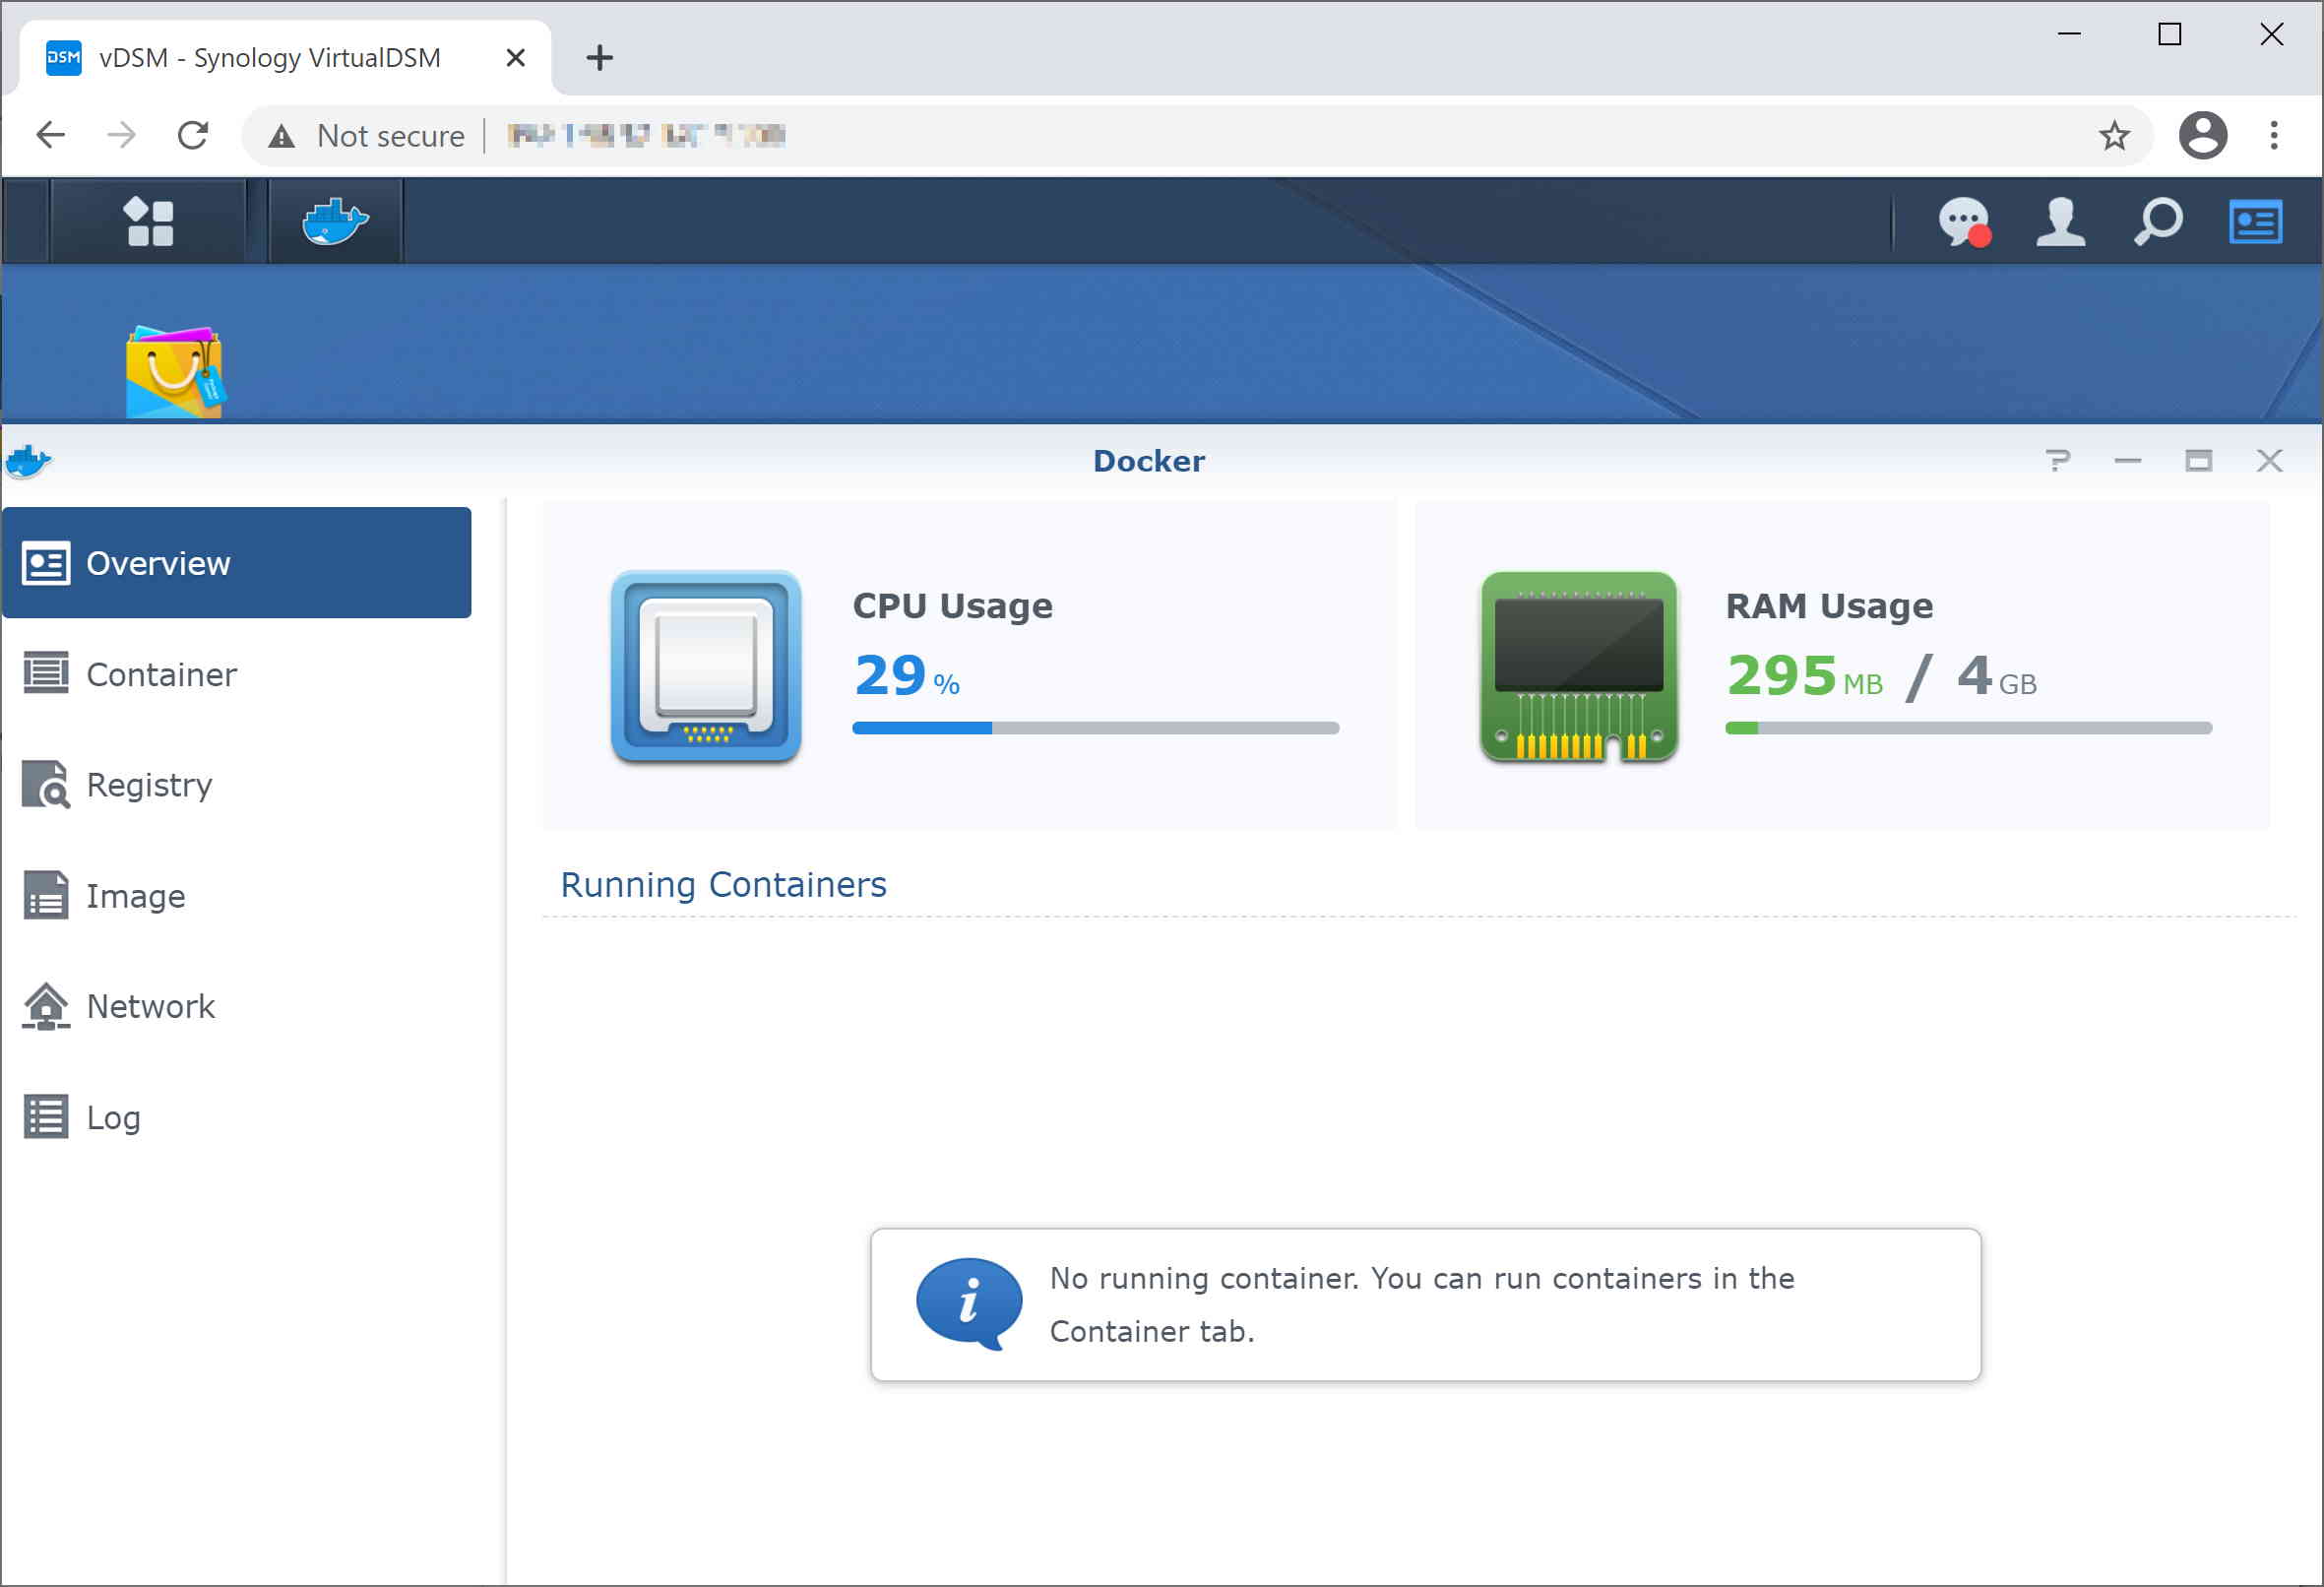 DSM
vDSM - Synology VirtualDSM
Not secure
Docker
Overview
Container
Registry
Image
Network
Log
CPU Usage
29 %
RAM Usage
295 MB / 4 GB
Running Containers
No running container. You can run containers in the
Container tab.